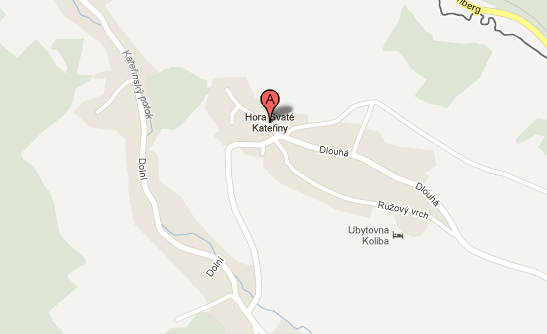 Kateřinský potok
A
Hora Svaté
Kateřiny
Dlouhá
Dolní
Dlouhá
Růžový vrch
Ubytovna
Koliba
Dolní